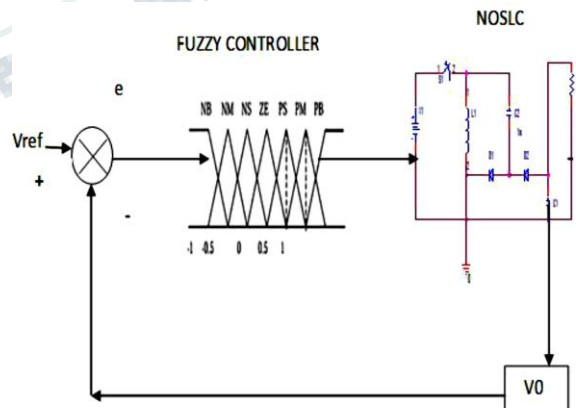 NOSLC
FUZZY CONTROLLER
e
NB NM NS ZE PS PM PB
Vref
+
-
-1 -0.5 0 0.5 1
V0